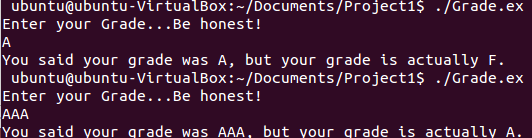 ubuntu@ubuntu-VirtualBox:~/Documents/Project1$ ./Grade.ex
Enter your Grade...Be honest!
A
You said your grade was A, but your grade is actually F.
ubuntu@ubuntu-VirtualBox:~/Documents/Project1$ ./Grade.ex
Enter your Grade...Be honest!
AAA
You said your grade was AAA, but your grade is actually A.